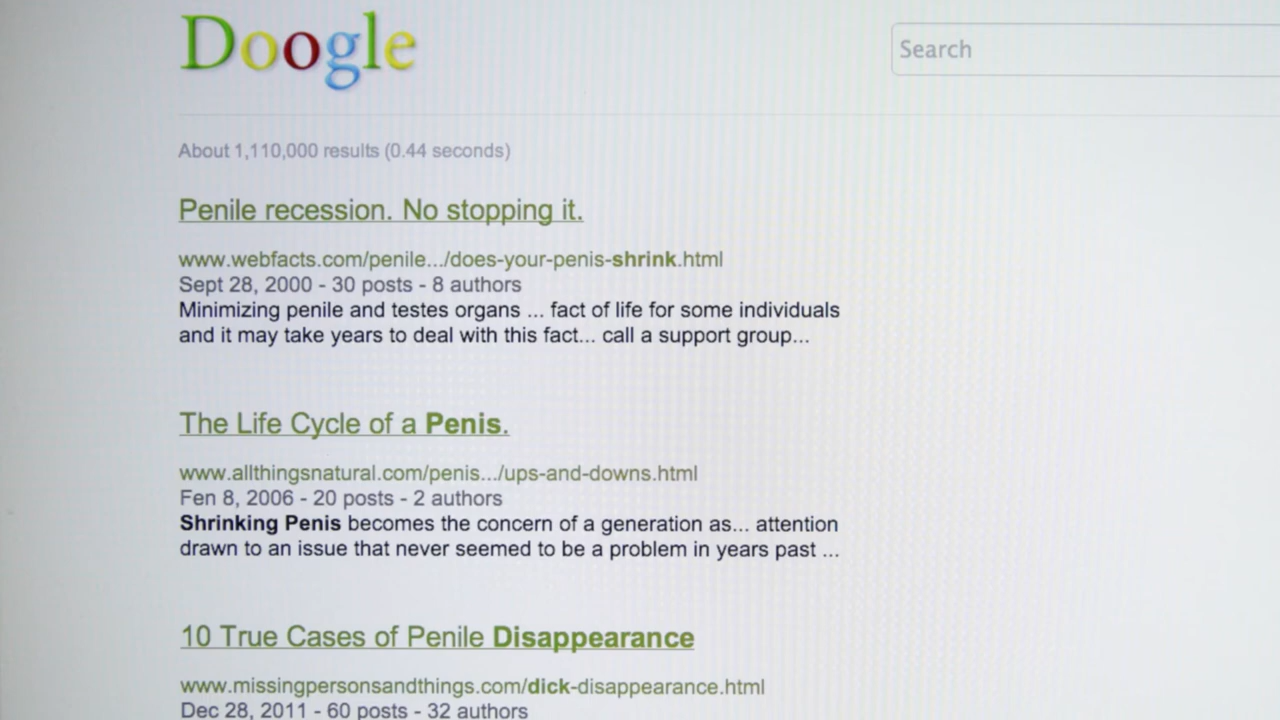 Doogle
Search
About 1,110,000 results (0.44 seconds)
Penile recession. No stopping it.
www.webfacts.com/penile.../does-your-penis-shrink.html
Sept 28, 2000 - 30 posts - 8 authors
Minimizing penile and testes organs ... fact of life for some individuals
and it may take years to deal with this fact... call a support group...
The Life Cycle of a Penis.
www.allthingsnatural.com/penis.../ups-and-downs.html
Fen 8, 2006 - 20 posts - 2 authors
Shrinking Penis becomes the concern of a generation as... attention
drawn to an issue that never seemed to be a problem in years past ...
10 True Cases of Penile Disappearance
www.missingpersonsandthings.com/dick-disappearance.html
Dec 28, 2011 - 60 posts - 32 authors